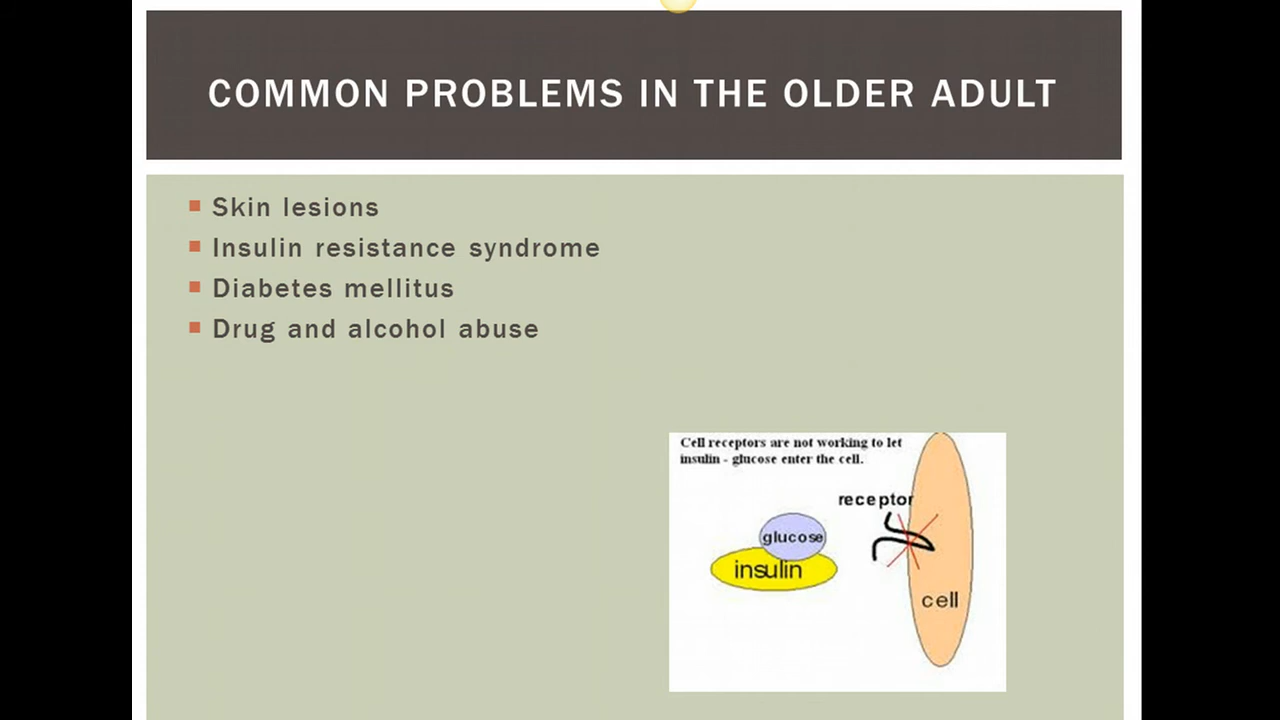 COMMON PROBLEMS IN THE OLDER ADULT
Skin lesions
Insulin resistance syndrome
Diabetes mellitus
Drug and alcohol abuse
Cell receptors are not working to let
insulin - glucose enter the cell.
receptor
glucose
insulin
cell